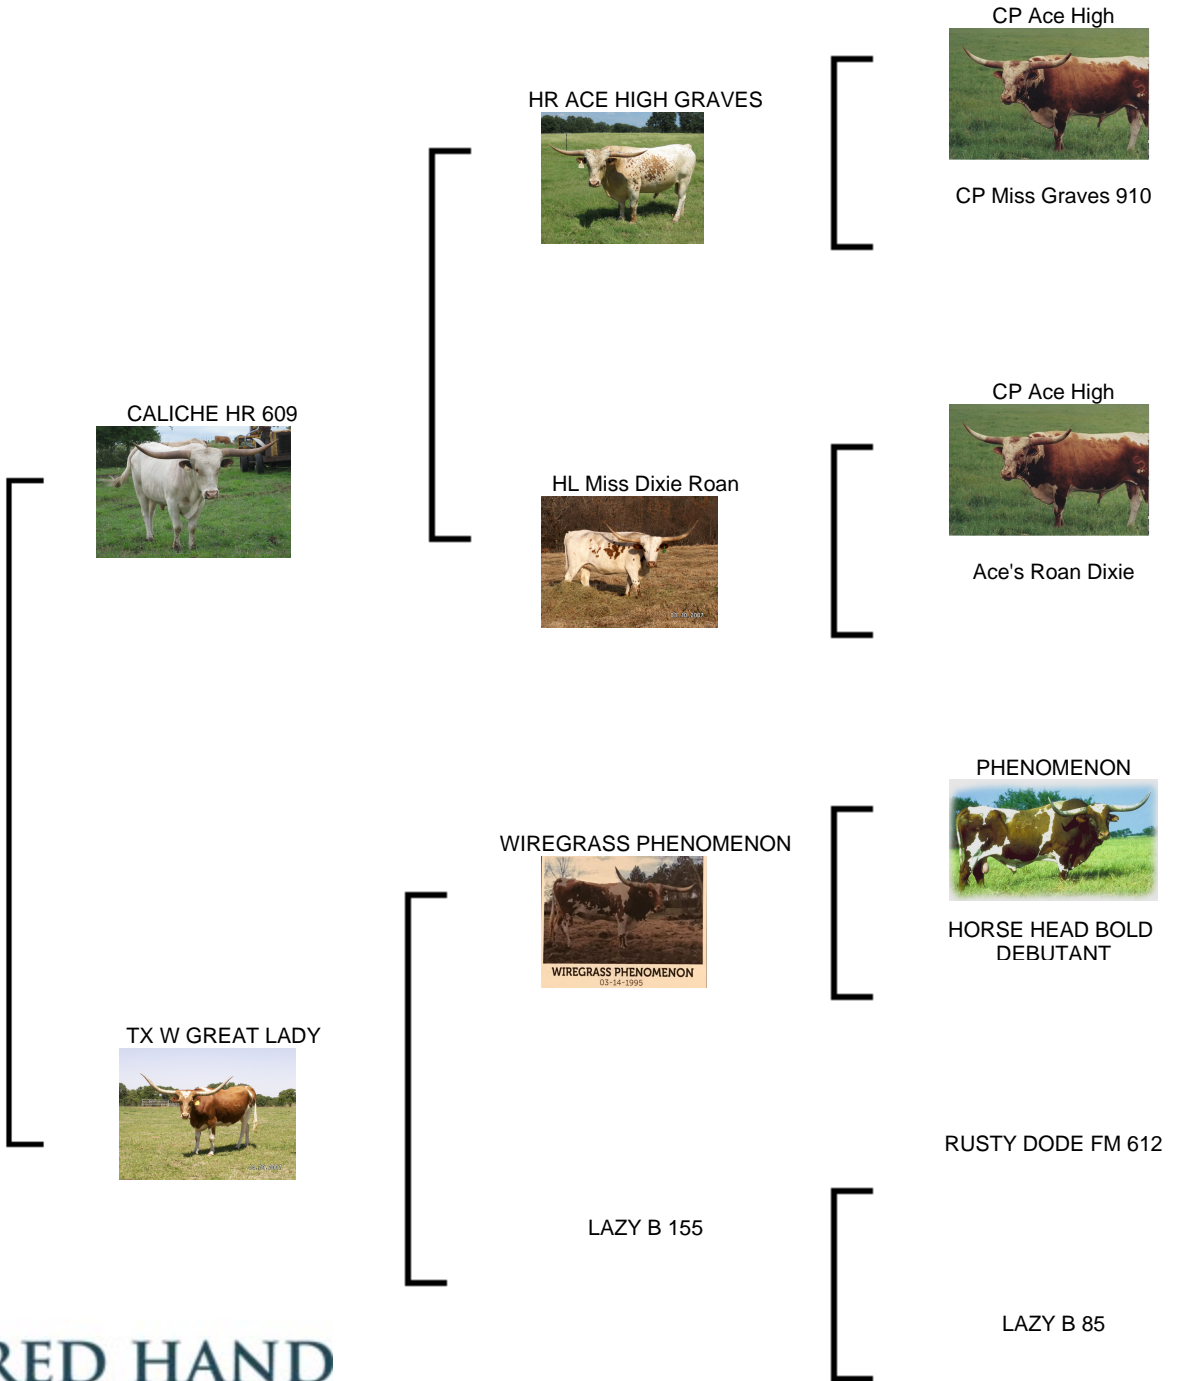 CP Ace High
HR ACE HIGH GRAVES
CP Miss Graves 910
CALICHE HR 609
CP Ace High
HL Miss Dixie Roan
Ace's Roan Dixie
PHENOMENON
WIREGRASS PHENOMENON
WIREGRASS PHENOMENON
03-14-1995
HORSE HEAD BOLD
DEBUTANT
TX W GREAT LADY
RUSTY DODE FM 612
LAZY B 155
LAZY B 85
RED HAND